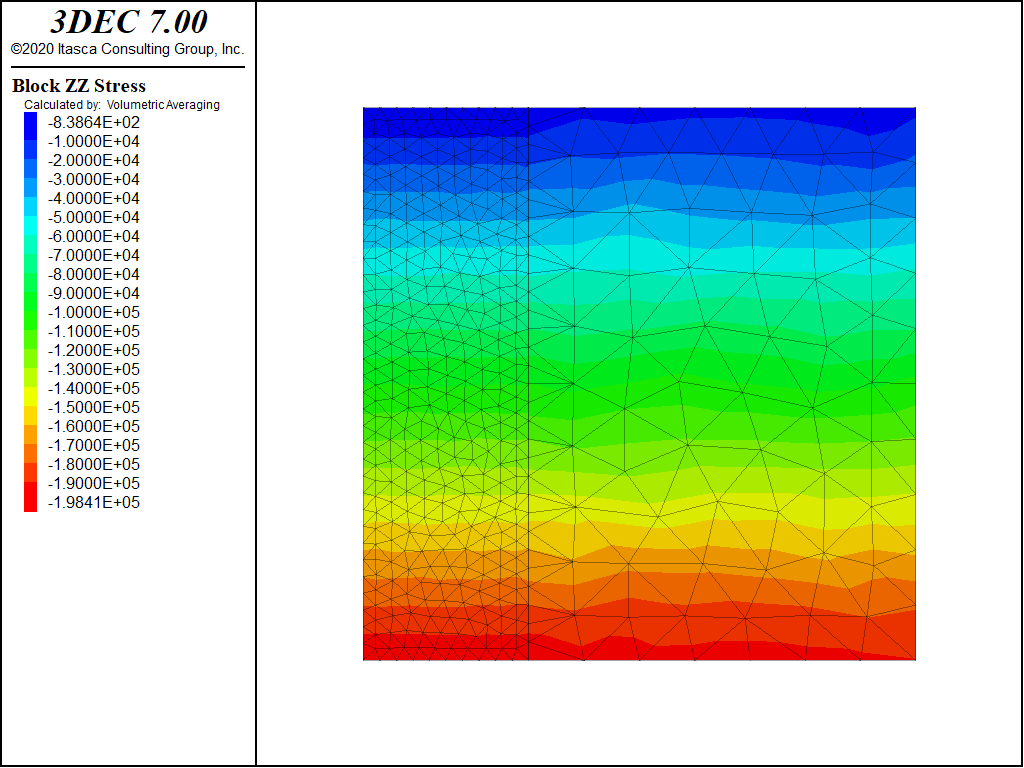 3DEC 7.00
©2020 Itasca Consulting Group, Inc.
Block ZZ Stress
Calculated by: Volumetric Averaging
-8.3864E+02
-1.0000E+04
-2.0000E+04
-3.0000E+04
-4.0000E+04
-5.0000E+04
-6.0000E+04
-7.0000E+04
-8.0000E+04
-9.0000E+04
-1.0000E+05
-1.1000E+05
-1.2000E+05
-1.3000E+05
-1.4000E+05
-1.5000E+05
-1.6000E+05
-1.7000E+05
-1.8000E+05
-1.9000E+05
-1.9841E+05